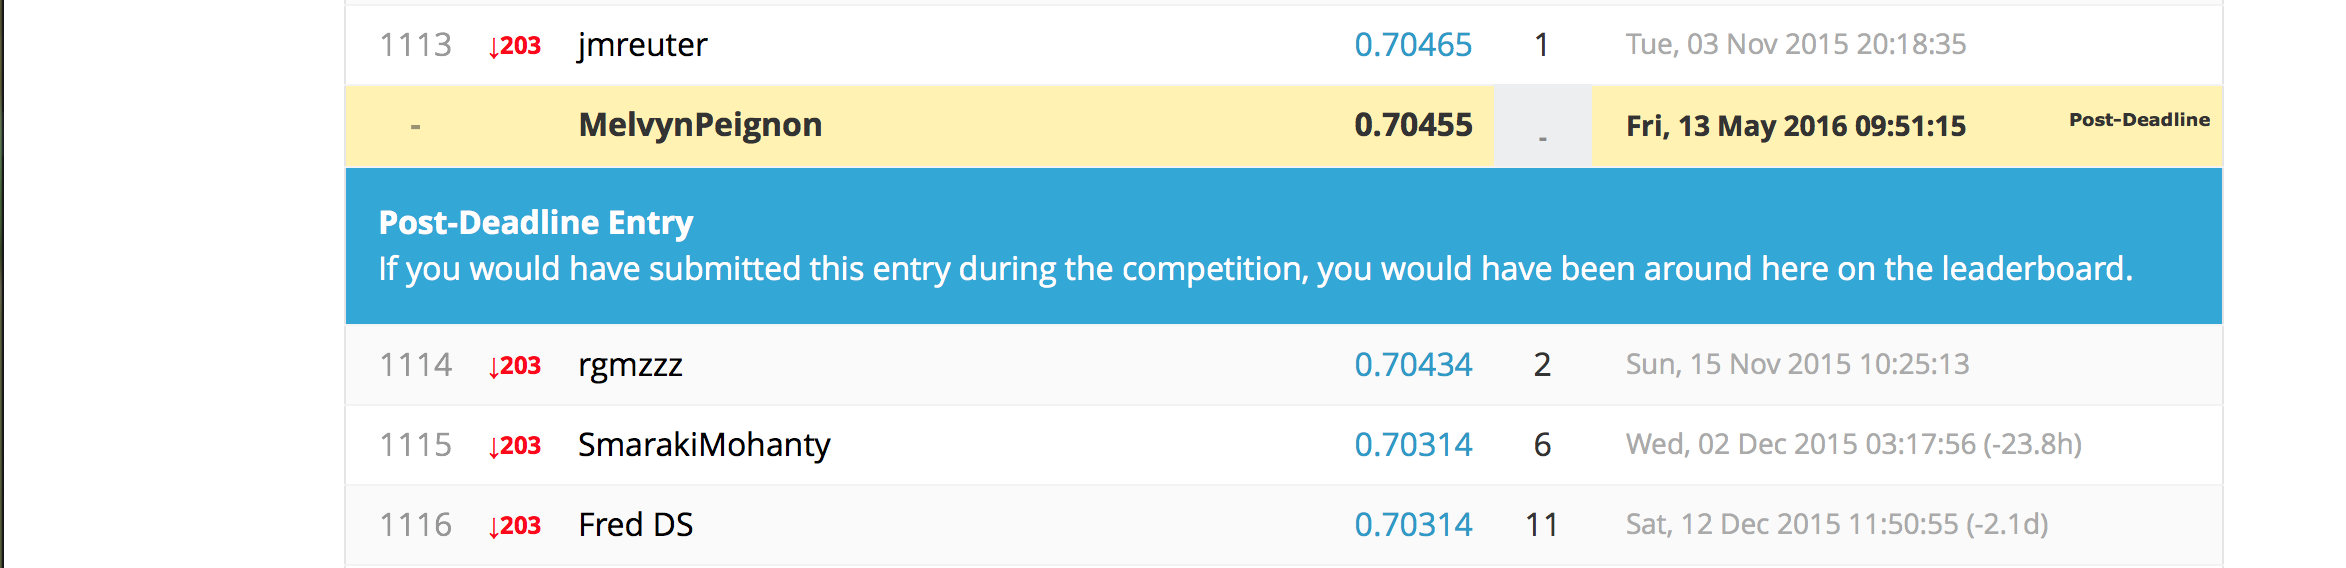 1113 ↓203 jmreuter 0.70465 1 Tue, 03 Nov 2015 20:18:35
- MelvynPeignon 0.70455 - Fri, 13 May 2016 09:51:15 Post-Deadline
Post-Deadline Entry
If you would have submitted this entry during the competition, you would have been around here on the leaderboard.
1114 ↓203 rgmzzz 0.70434 2 Sun, 15 Nov 2015 10:25:13
1115 ↓203 SmarakiMohanty 0.70314 6 Wed, 02 Dec 2015 03:17:56 (-23.8h)
1116 ↓203 Fred DS 0.70314 11 Sat, 12 Dec 2015 11:50:55 (-2.1d)